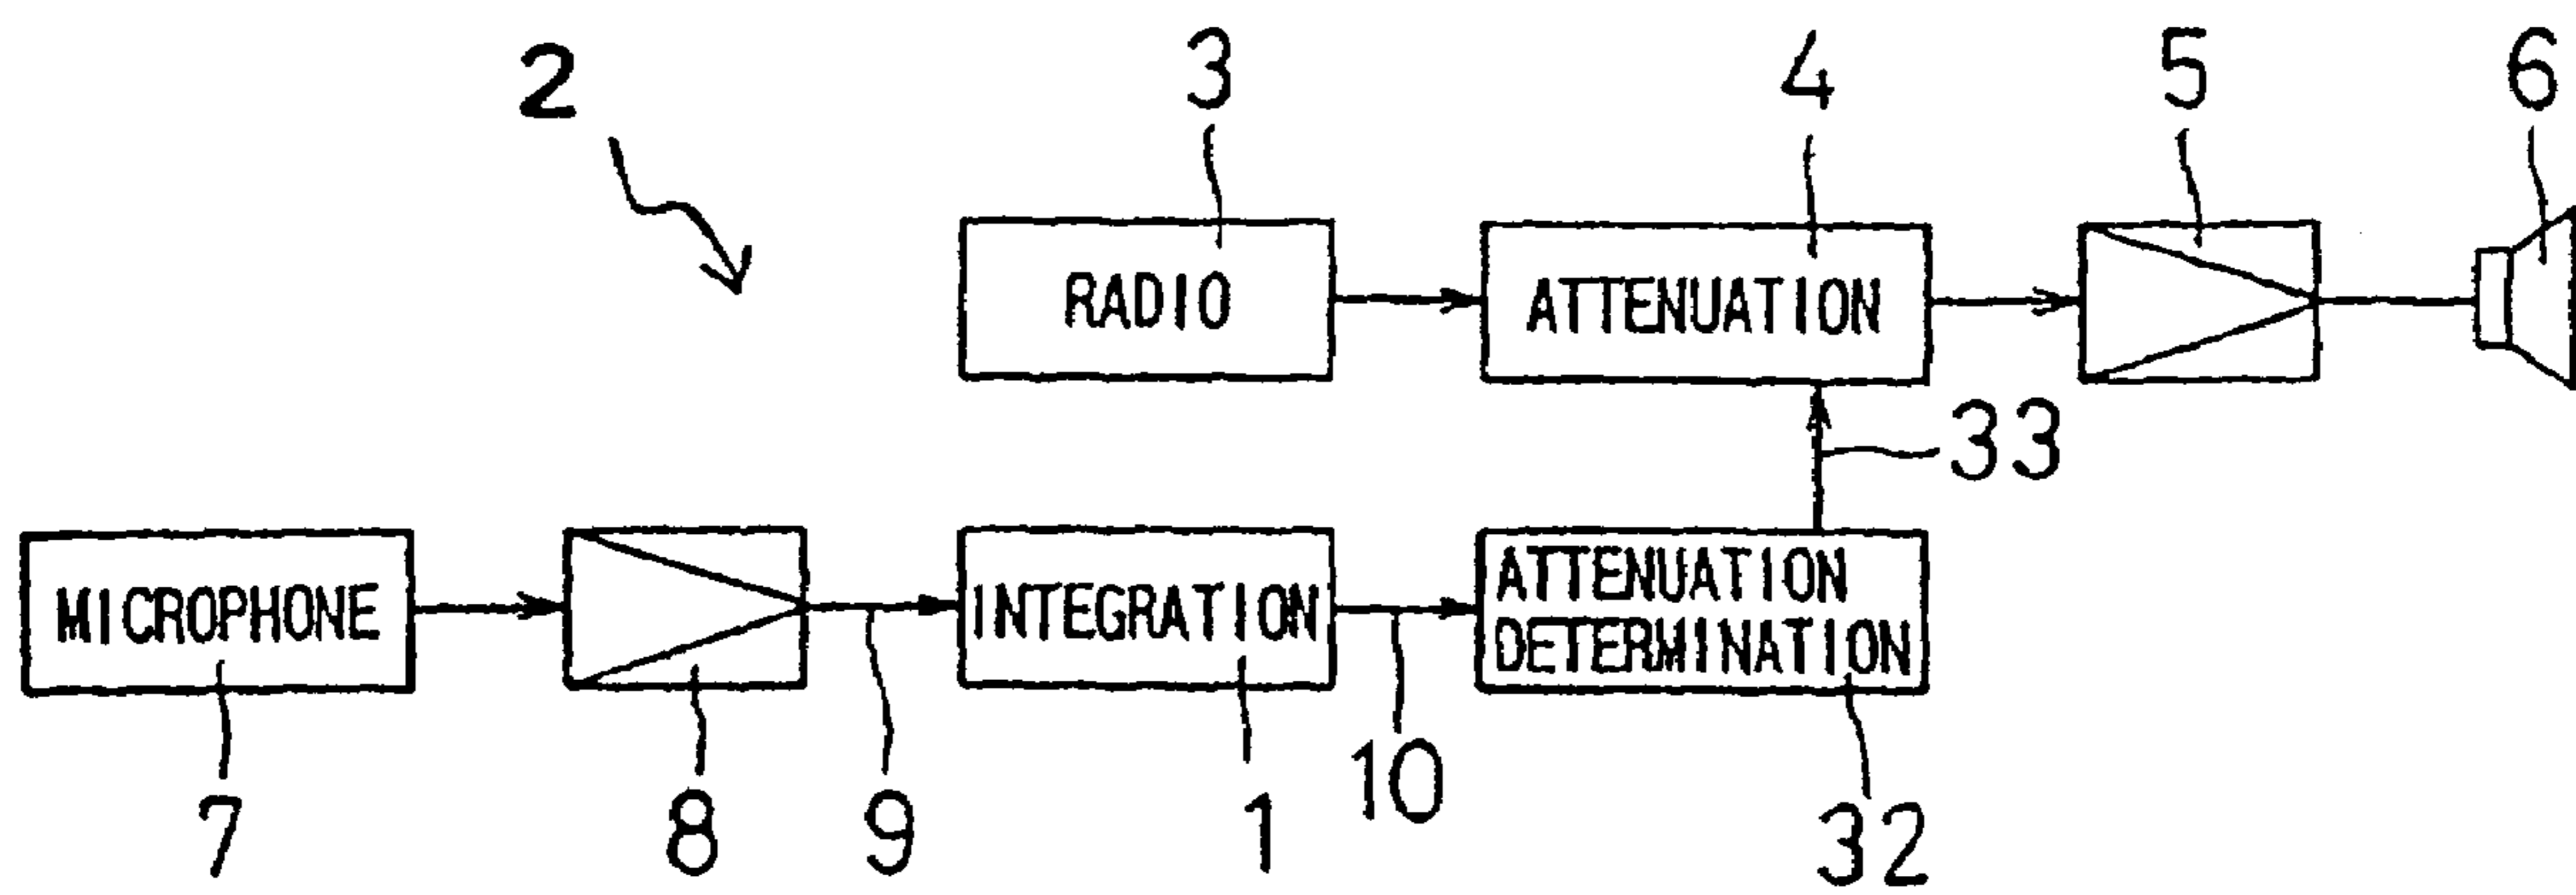 2
3
4
5
6
RADIO
ATTENUATION
33
MICROPHONE
INTEGRATION
ATTENUATION
DETERMINATION
7
8
9
1
10
32